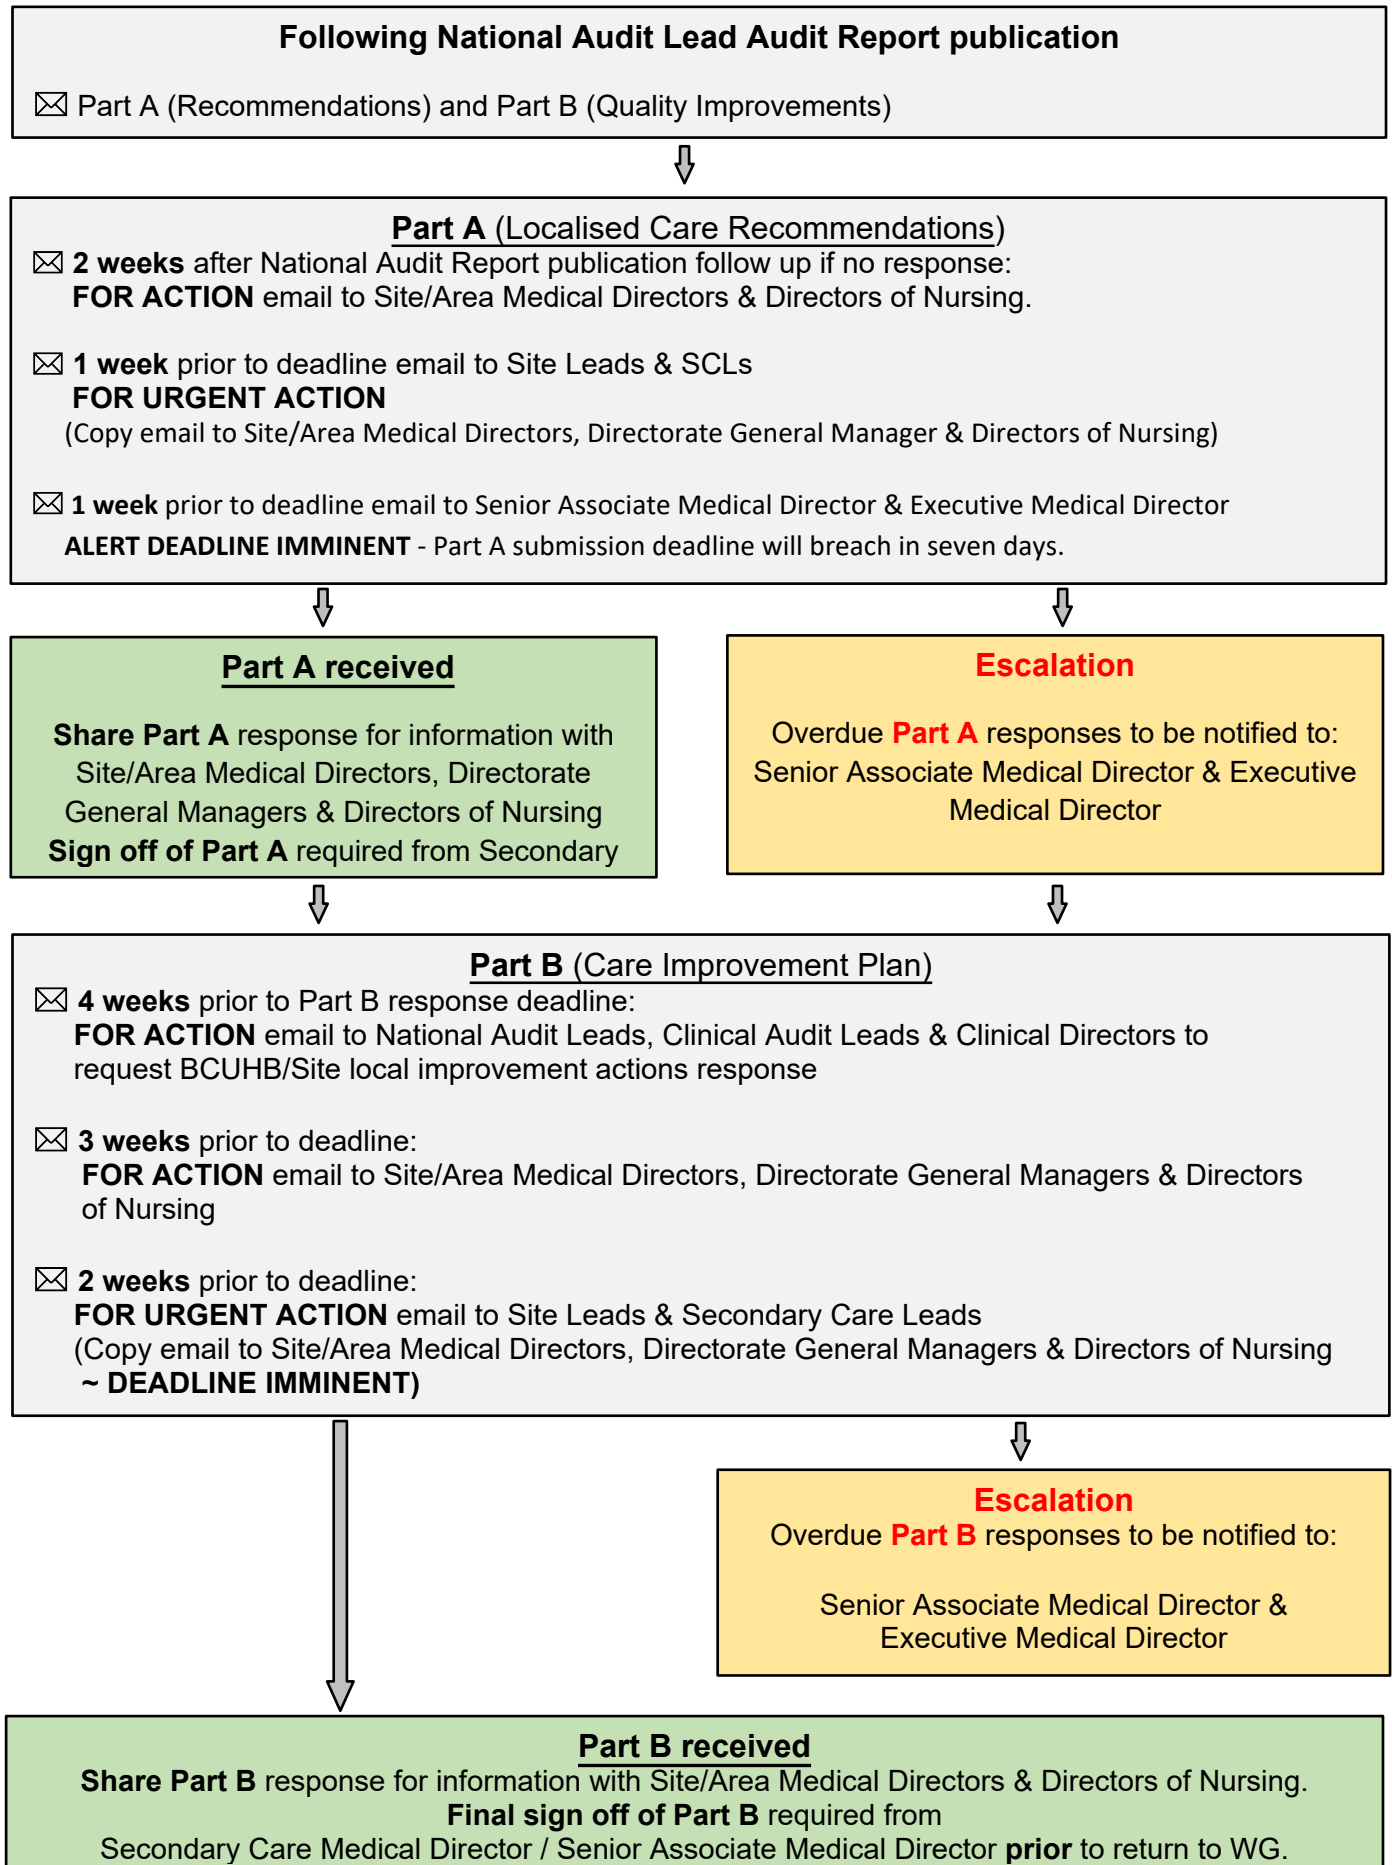 Following National Audit Lead Audit Report publication
Part A (Recommendations) and Part B (Quality Improvements)
Part A (Localised Care Recommendations)
2 weeks after National Audit Report publication follow up if no response:
FOR ACTION email to Site/Area Medical Directors & Directors of Nursing.
1 week prior to deadline email to Site Leads & SCLs
FOR URGENT ACTION
(Copy email to Site/Area Medical Directors, Directorate General Manager & Directors of Nursing)
1 week prior to deadline email to Senior Associate Medical Director & Executive Medical Director
ALERT DEADLINE IMMINENT - Part A submission deadline will breach in seven days.
Part A received
Share Part A response for information with
Site/Area Medical Directors, Directorate
General Managers & Directors of Nursing
Sign off of Part A required from Secondary
Escalation
Overdue Part A responses to be notified to:
Senior Associate Medical Director & Executive
Medical Director
Part B (Care Improvement Plan)
4 weeks prior to Part B response deadline:
FOR ACTION email to National Audit Leads, Clinical Audit Leads & Clinical Directors to
request BCUHB/Site local improvement actions response
3 weeks prior to deadline:
FOR ACTION email to Site/Area Medical Directors, Directorate General Managers & Directors
of Nursing
2 weeks prior to deadline:
FOR URGENT ACTION email to Site Leads & Secondary Care Leads
(Copy email to Site/Area Medical Directors, Directorate General Managers & Directors of Nursing
~ DEADLINE IMMINENT)
Escalation
Overdue Part B responses to be notified to:
Senior Associate Medical Director &
Executive Medical Director
Part B received
Share Part B response for information with Site/Area Medical Directors & Directors of Nursing.
Final sign off of Part B required from
Secondary Care Medical Director / Senior Associate Medical Director prior to return to WG.